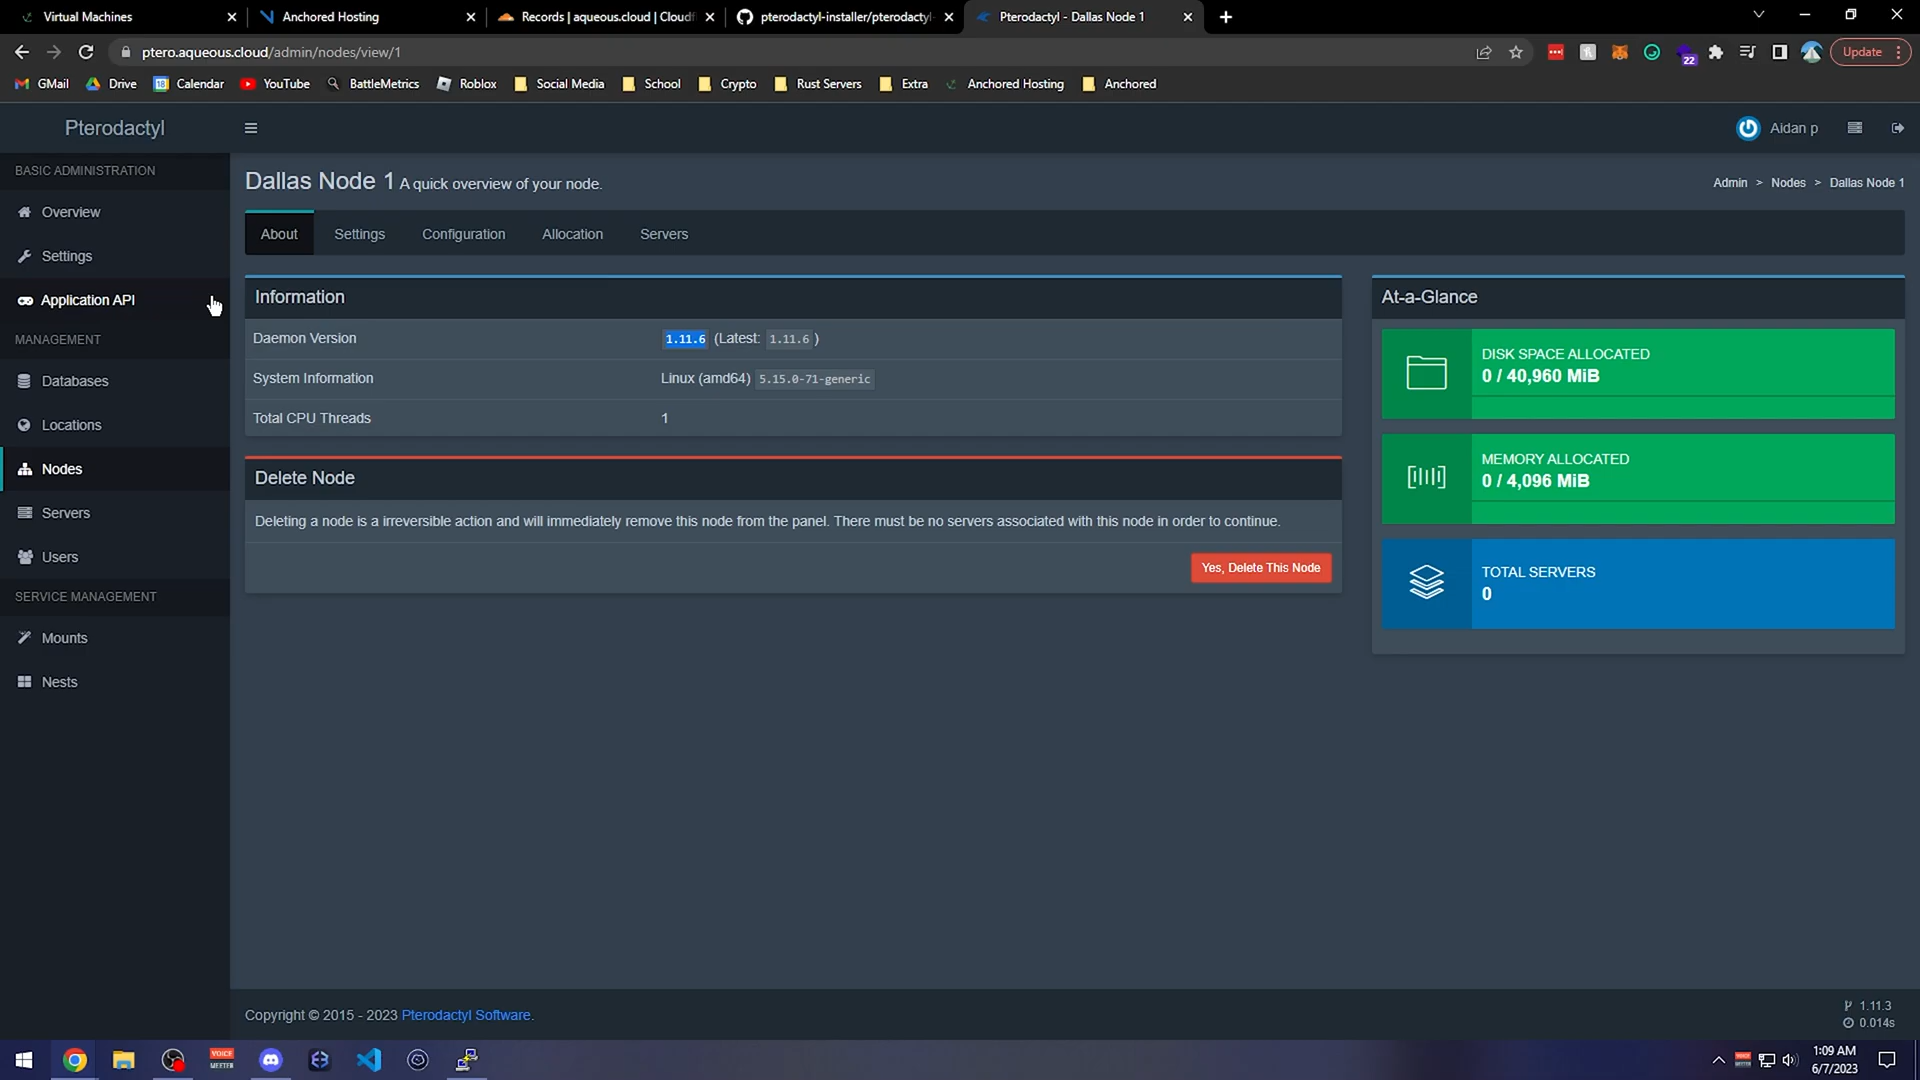 Virtual Machines
Anchored Hosting
Records | aqueous.cloud | Cloudf
pterodactyl-installer/pterodactyl-
Pterodactyl - Dallas Node 1
ptero.aqueous.cloud/admin/nodes/view/1
22
Update
GMail
Drive
18
Calendar
YouTube
BattleMetrics
Roblox
Social Media
School
Crypto
Rust Servers
Extra
Anchored Hosting
Anchored
Pterodactyl
Aidan p
BASIC ADMINISTRATION
Overview
Settings
Application API
MANAGEMENT
Databases
Locations
Nodes
Servers
Users
SERVICE MANAGEMENT
Mounts
Nests
Dallas Node 1 A quick overview of your node.
Admin > Nodes > Dallas Node 1
About
Settings
Configuration
Allocation
Servers
Information
Daemon Version 1.11.6 (Latest: 1.11.6 )
System Information Linux (amd64) 5.15.0-71-generic
Total CPU Threads 1
Delete Node
Deleting a node is a irreversible action and will immediately remove this node from the panel. There must be no servers associated with this node in order to continue.
Yes, Delete This Node
At-a-Glance
DISK SPACE ALLOCATED
0 / 40,960 MiB
MEMORY ALLOCATED
0 / 4,096 MiB
TOTAL SERVERS
0
Copyright © 2015 - 2023 Pterodactyl Software.
1.11.3
0.014s
VOICE
MEETER
1:09 AM
6/7/2023